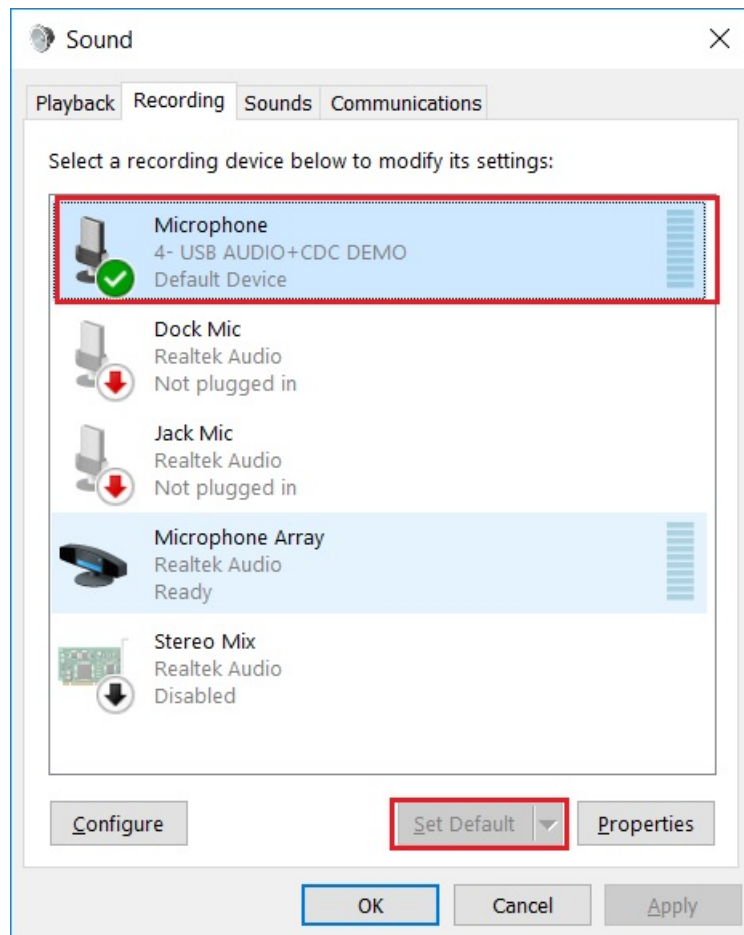 Sound
Playback Recording Sounds Communications
Select a recording device below to modify its settings:
Microphone
4- USB AUDIO+CDC DEMO
Default Device
Dock Mic
Realtek Audio
Not plugged in
Jack Mic
Realtek Audio
Not plugged in
Microphone Array
Realtek Audio
Ready
Stereo Mix
Realtek Audio
Disabled
Configure Set Default Properties
OK Cancel Apply